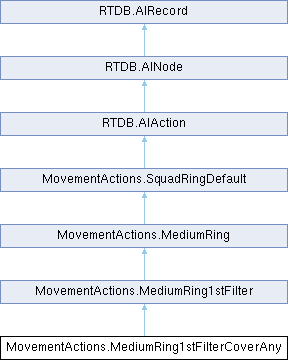 RTDB.AIRecord
RTDB.AINode
RTDB.AIAction
MovementActions.SquadRingDefault
MovementActions.MediumRing
MovementActions.MediumRing1stFilter
MovementActions.MediumRing1stFilterCoverAny